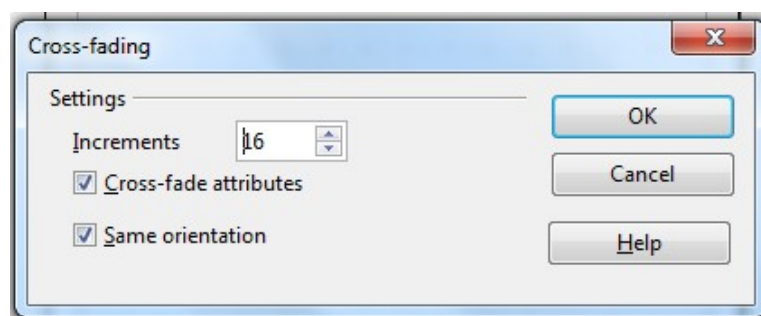 Cross-fading
Settings
Increments 16
Cross-fade attributes
Same orientation
OK
Cancel
Help